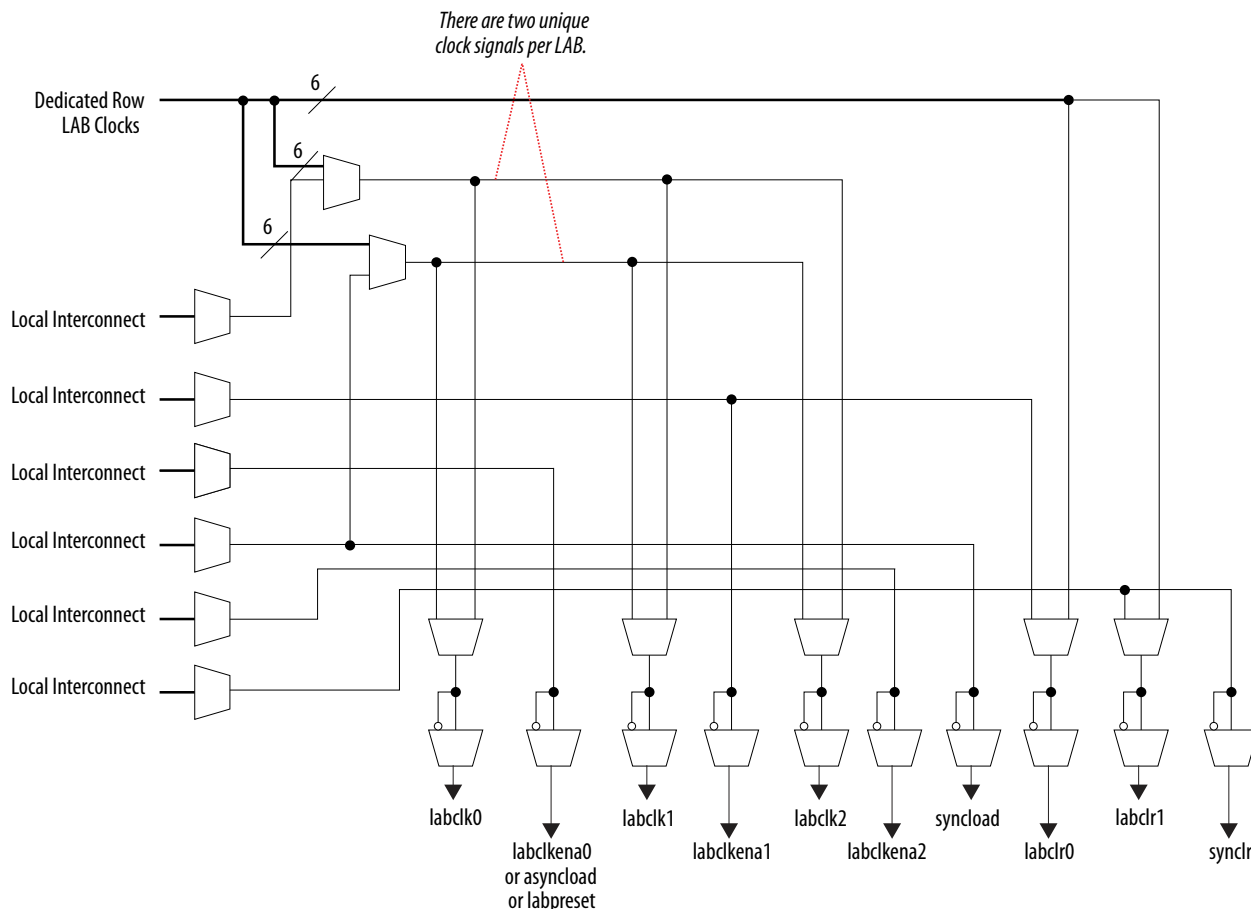 There are two unique
clock signals per LAB.
6
Dedicated Row
LAB Clocks
6
6
Local Interconnect
Local Interconnect
Local Interconnect
Local Interconnect
Local Interconnect
Local Interconnect
labclk0
labclk1
labclk2
syncload
labclr1
labclkena0
or asyncload
or labpreset
labclkena1
labclkena2
labclr0
synclr